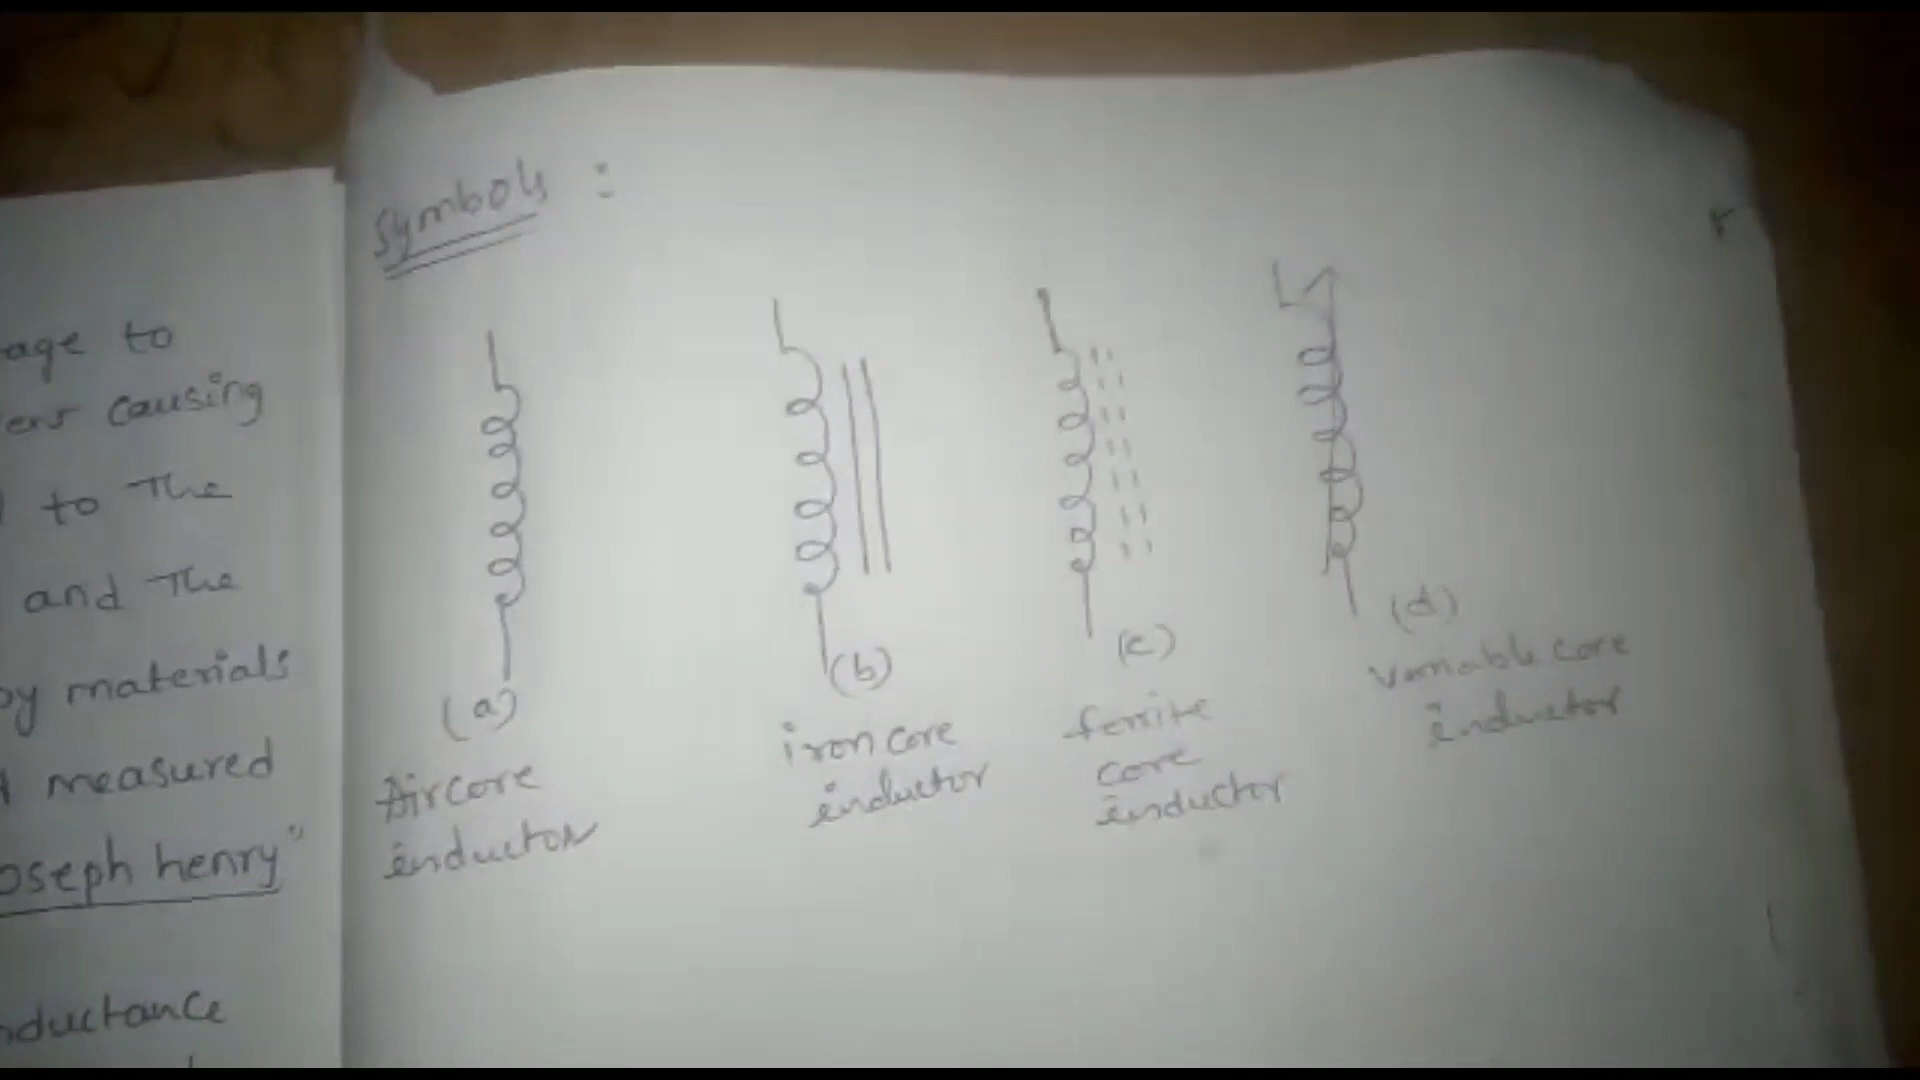 age to
ers causing
to The
and The
by materials
measured
oseph henry"
nductance
Symbols :
(a)
Aircore
inductor
(b)
iron core
inductor
(c)
ferrite
core
inductor
(d)
variable core
inductor